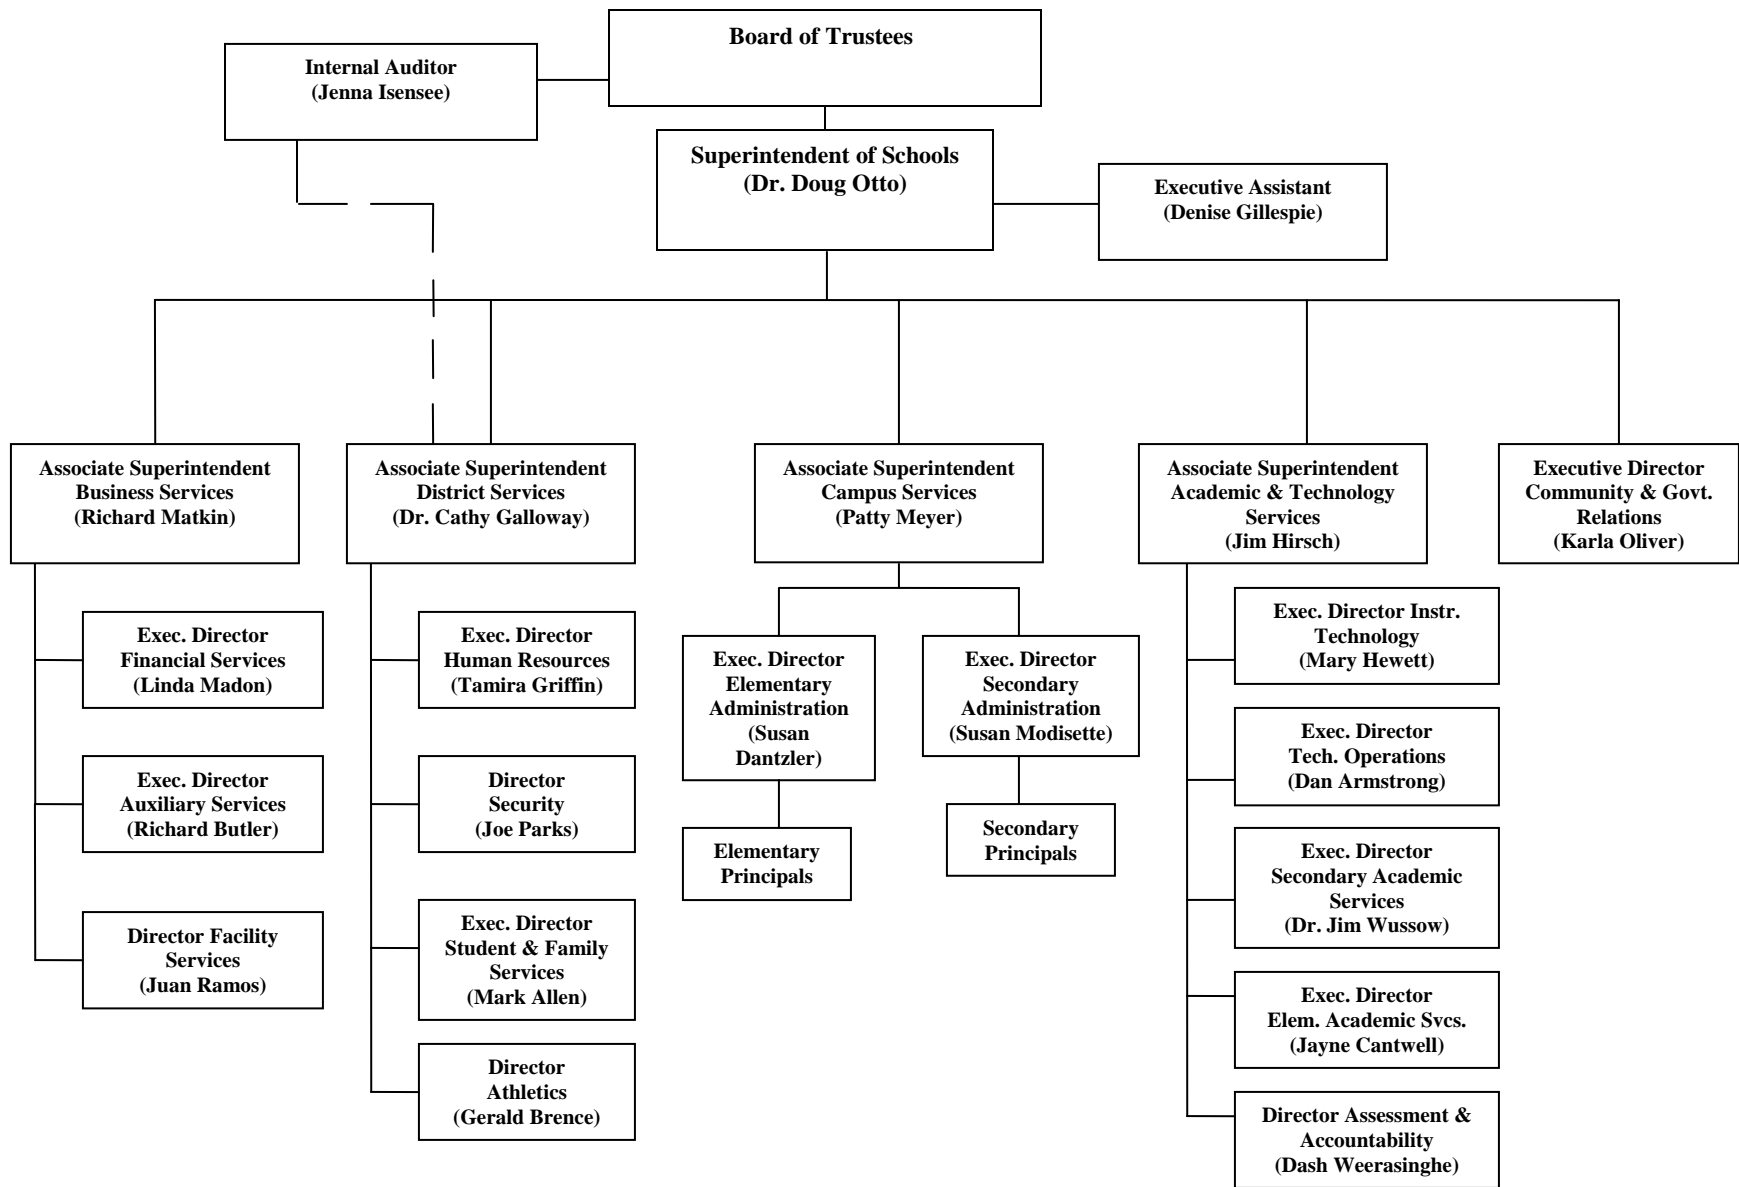 Board of Trustees
Internal Auditor
(Jenna Isensee)
Superintendent of Schools
(Dr. Doug Otto)
Executive Assistant
(Denise Gillespie)
Associate Superintendent
Business Services
(Richard Matkin)
Associate Superintendent
District Services
(Dr. Cathy Galloway)
Associate Superintendent
Campus Services
(Patty Meyer)
Associate Superintendent
Academic & Technology
Services
(Jim Hirsch)
Executive Director
Community & Govt.
Relations
(Karla Oliver)
Exec. Director
Financial Services
(Linda Madon)
Exec. Director
Auxiliary Services
(Richard Butler)
Director Facility
Services
(Juan Ramos)
Exec. Director
Human Resources
(Tamira Griffin)
Director
Security
(Joe Parks)
Exec. Director
Student & Family
Services
(Mark Allen)
Director
Athletics
(Gerald Brence)
Exec. Director
Elementary
Administration
(Susan
Dantzler)
Elementary
Principals
Exec. Director
Secondary
Administration
(Susan Modisette)
Secondary
Principals
Exec. Director Instr.
Technology
(Mary Hewett)
Exec. Director
Tech. Operations
(Dan Armstrong)
Exec. Director
Secondary Academic
Services
(Dr. Jim Wussow)
Exec. Director
Elem. Academic Svcs.
(Jayne Cantwell)
Director Assessment &
Accountability
(Dash Weerasinghe)